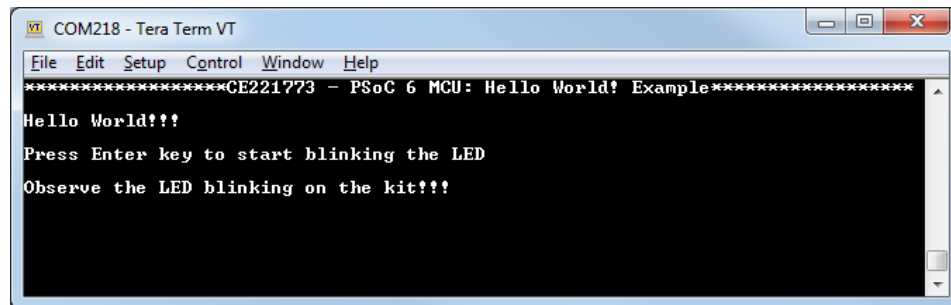 COM218 - Tera Term VT
File Edit Setup Control Window Help
******************CE221773 - PSoC 6 MCU: Hello World! Example******************
Hello World!!!
Press Enter key to start blinking the LED
Observe the LED blinking on the kit!!!